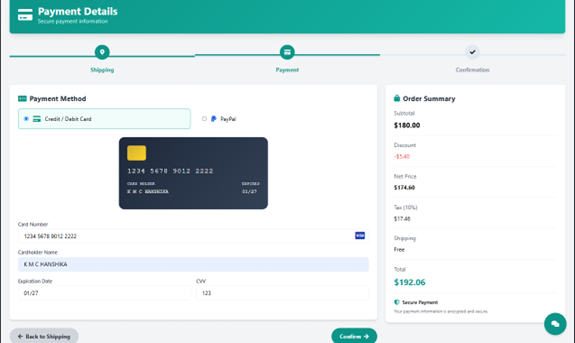 Payment Details
Secure payment information
Shipping
Payment
Confirmation
Payment Method
Credit / Debit Card
PayPal
1234 5678 9012 2222
CARD HOLDER
EXPIRES
K M C HANSHIKA
01/27
Card Number
1234 5678 9012 2222
VISA
Cardholder Name
K M C HANSHIKA
Expiration Date
CVV
01/27
123
← Back to Shipping
Confirm →
Order Summary
Subtotal
$180.00
Discount
-$5.40
Net Price
$174.60
Tax (10%)
$17.46
Shipping
Free
Total
$192.06
Secure Payment
Your payment information is encrypted and secure.